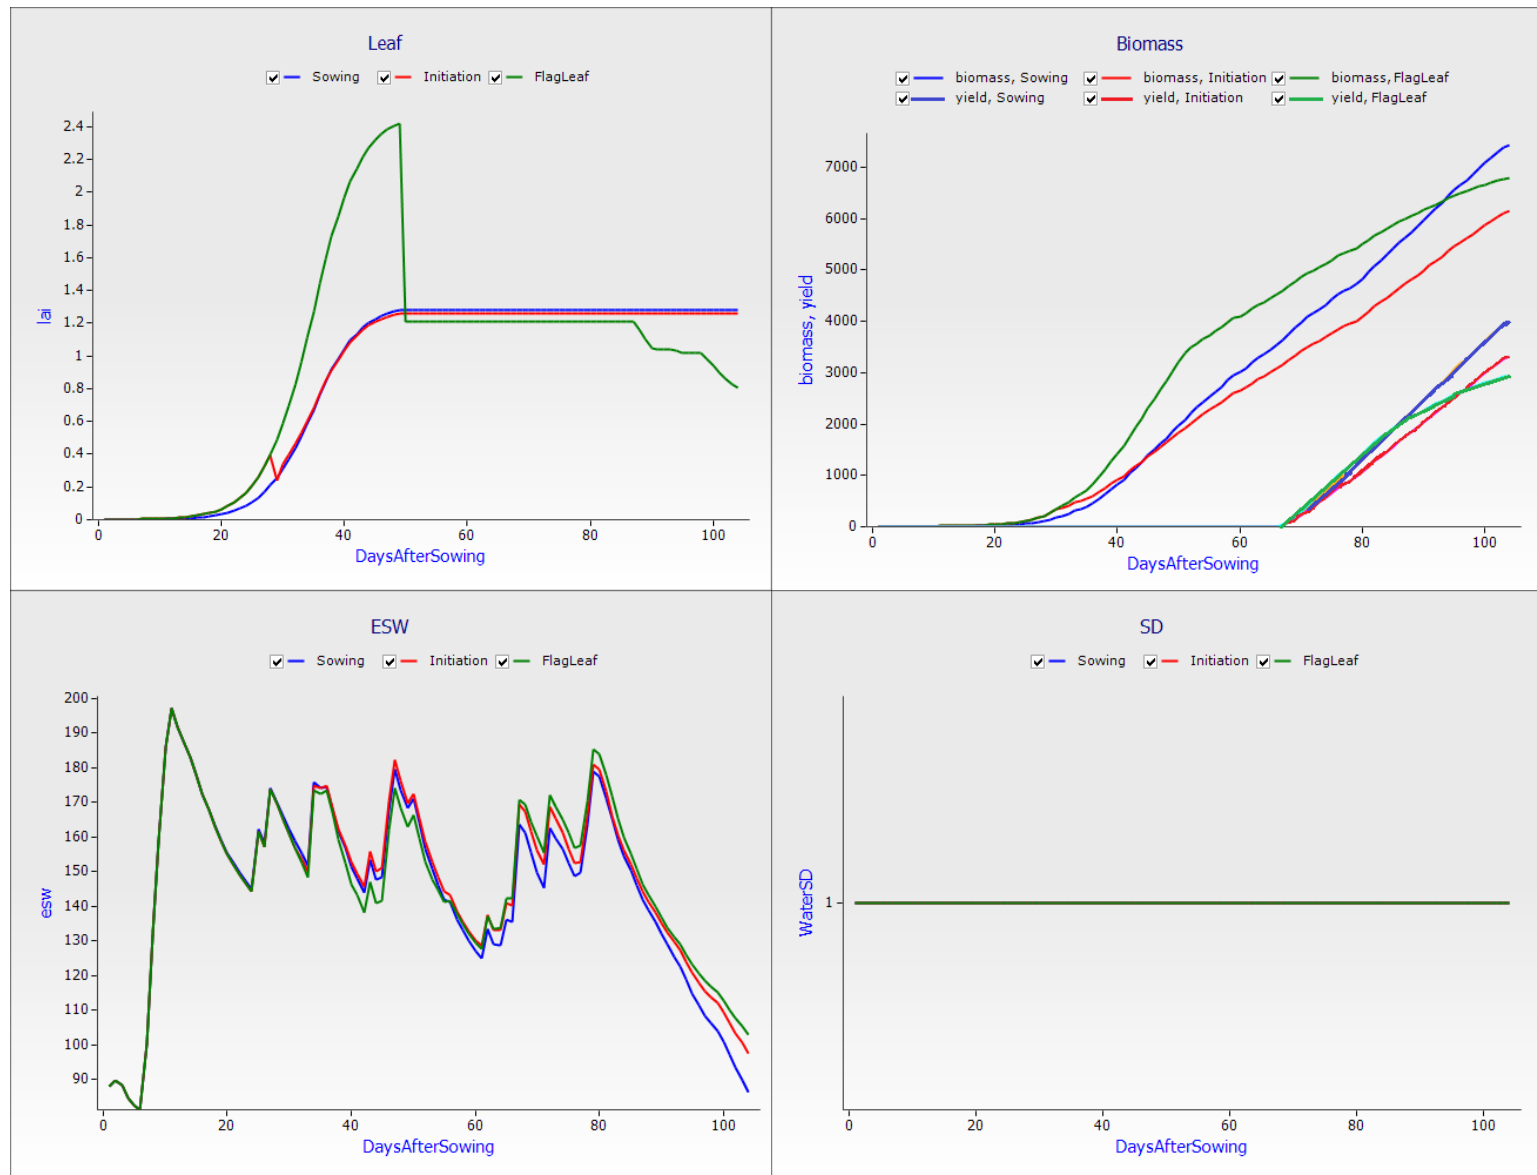 Leaf
Sowing Initiation FlagLeaf
2.4
2.2
2
1.8
1.6
1.4
1.2
1
0.8
0.6
0.4
0.2
0
lai
0 20 40 60 80 100
DaysAfterSowing
Biomass
biomass, Sowing biomass, Initiation biomass, FlagLeaf
yield, Sowing yield, Initiation yield, FlagLeaf
7000
6000
5000
4000
3000
2000
1000
0
biomass, yield
0 20 40 60 80 100
DaysAfterSowing
ESW
Sowing Initiation FlagLeaf
200
190
180
170
160
150
140
130
120
110
100
90
esw
0 20 40 60 80 100
DaysAfterSowing
SD
Sowing Initiation FlagLeaf
1
WaterSD
0 20 40 60 80 100
DaysAfterSowing